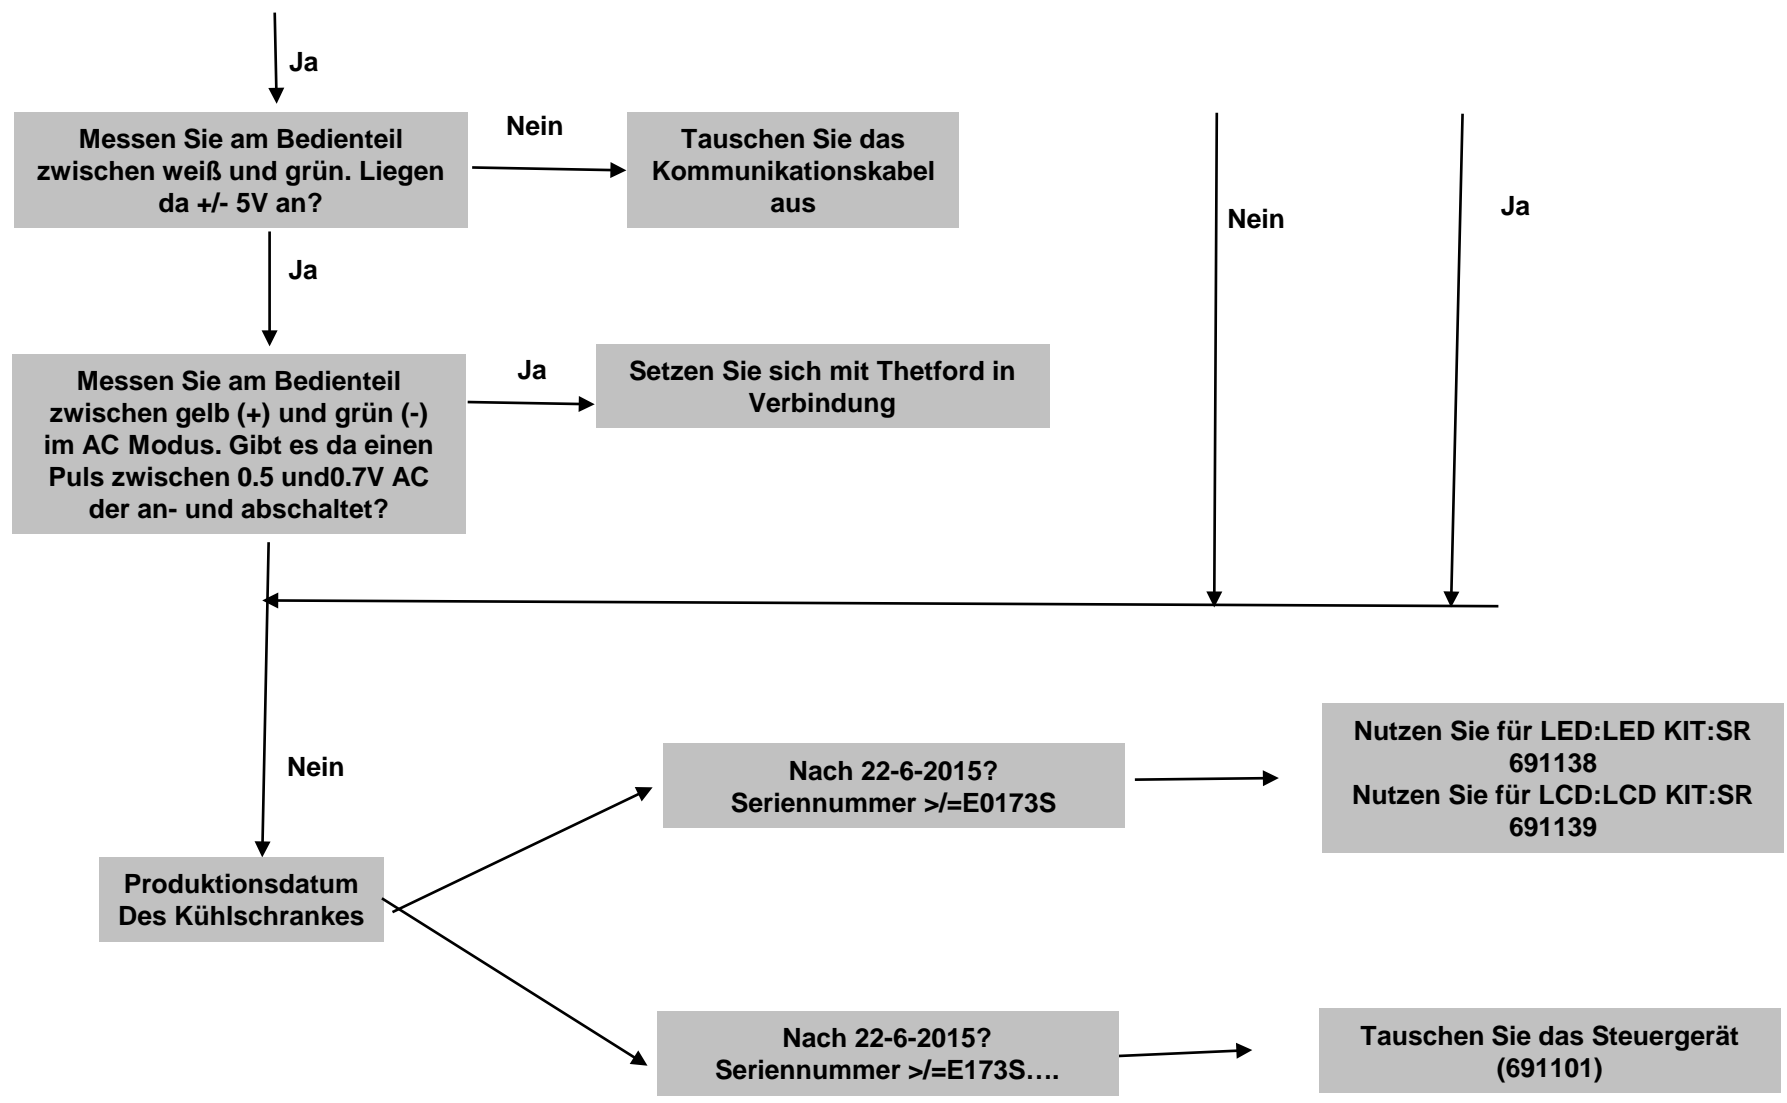 Ja
Messen Sie am Bedienteil
zwischen weiß und grün. Liegen
da +/- 5V an?
Nein
Tauschen Sie das
Kommunikationskabel
aus
Nein
Ja
Ja
Messen Sie am Bedienteil
zwischen gelb (+) und grün (-)
im AC Modus. Gibt es da einen
Puls zwischen 0.5 und0.7V AC
der an- und abschaltet?
Ja
Setzen Sie sich mit Thetford in
Verbindung
Nein
Produktionsdatum
Des Kühlschrankes
Nach 22-6-2015?
Seriennummer >/=E0173S
Nutzen Sie für LED:LED KIT:SR
691138
Nutzen Sie für LCD:LCD KIT:SR
691139
Nach 22-6-2015?
Seriennummer >/=E173S….
Tauschen Sie das Steuergerät
(691101)